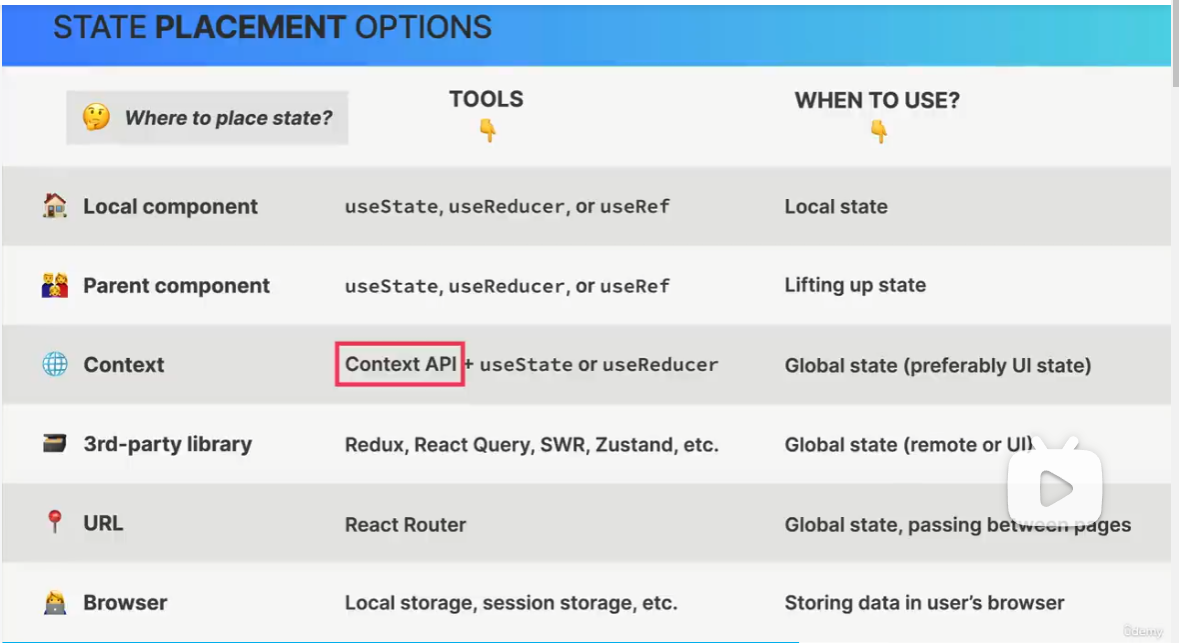 STATE PLACEMENT OPTIONS
Where to place state?
TOOLS
WHEN TO USE?
Local component
useState, useReducer, or useRef
Local state
Parent component
useState, useReducer, or useRef
Lifting up state
Context
Context API + useState or useReducer
Global state (preferably UI state)
3rd-party library
Redux, React Query, SWR, Zustand, etc.
Global state (remote or UI)
URL
React Router
Global state, passing between pages
Browser
Local storage, session storage, etc.
Storing data in user’s browser
Udemy